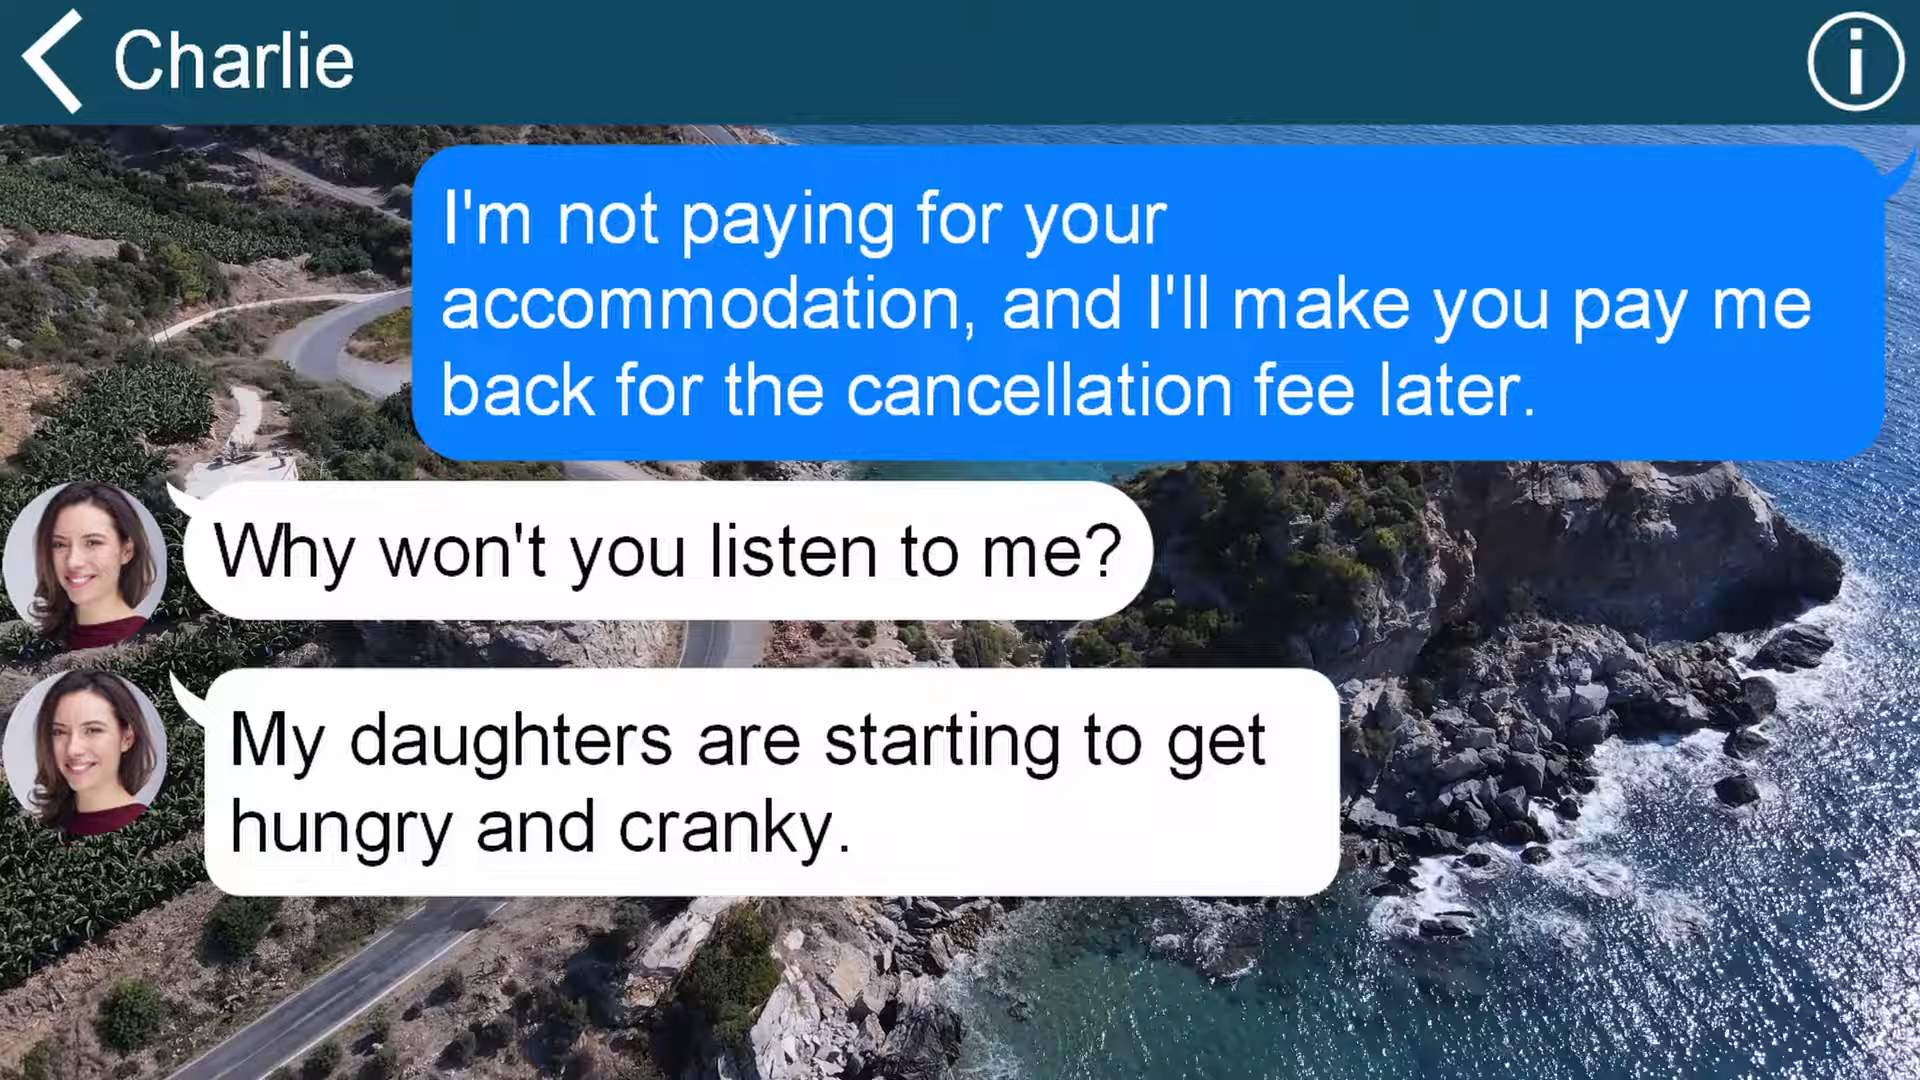 Charlie
I'm not paying for your
accommodation, and I'll make you pay me
back for the cancellation fee later.
Why won't you listen to me?
My daughters are starting to get
hungry and cranky.